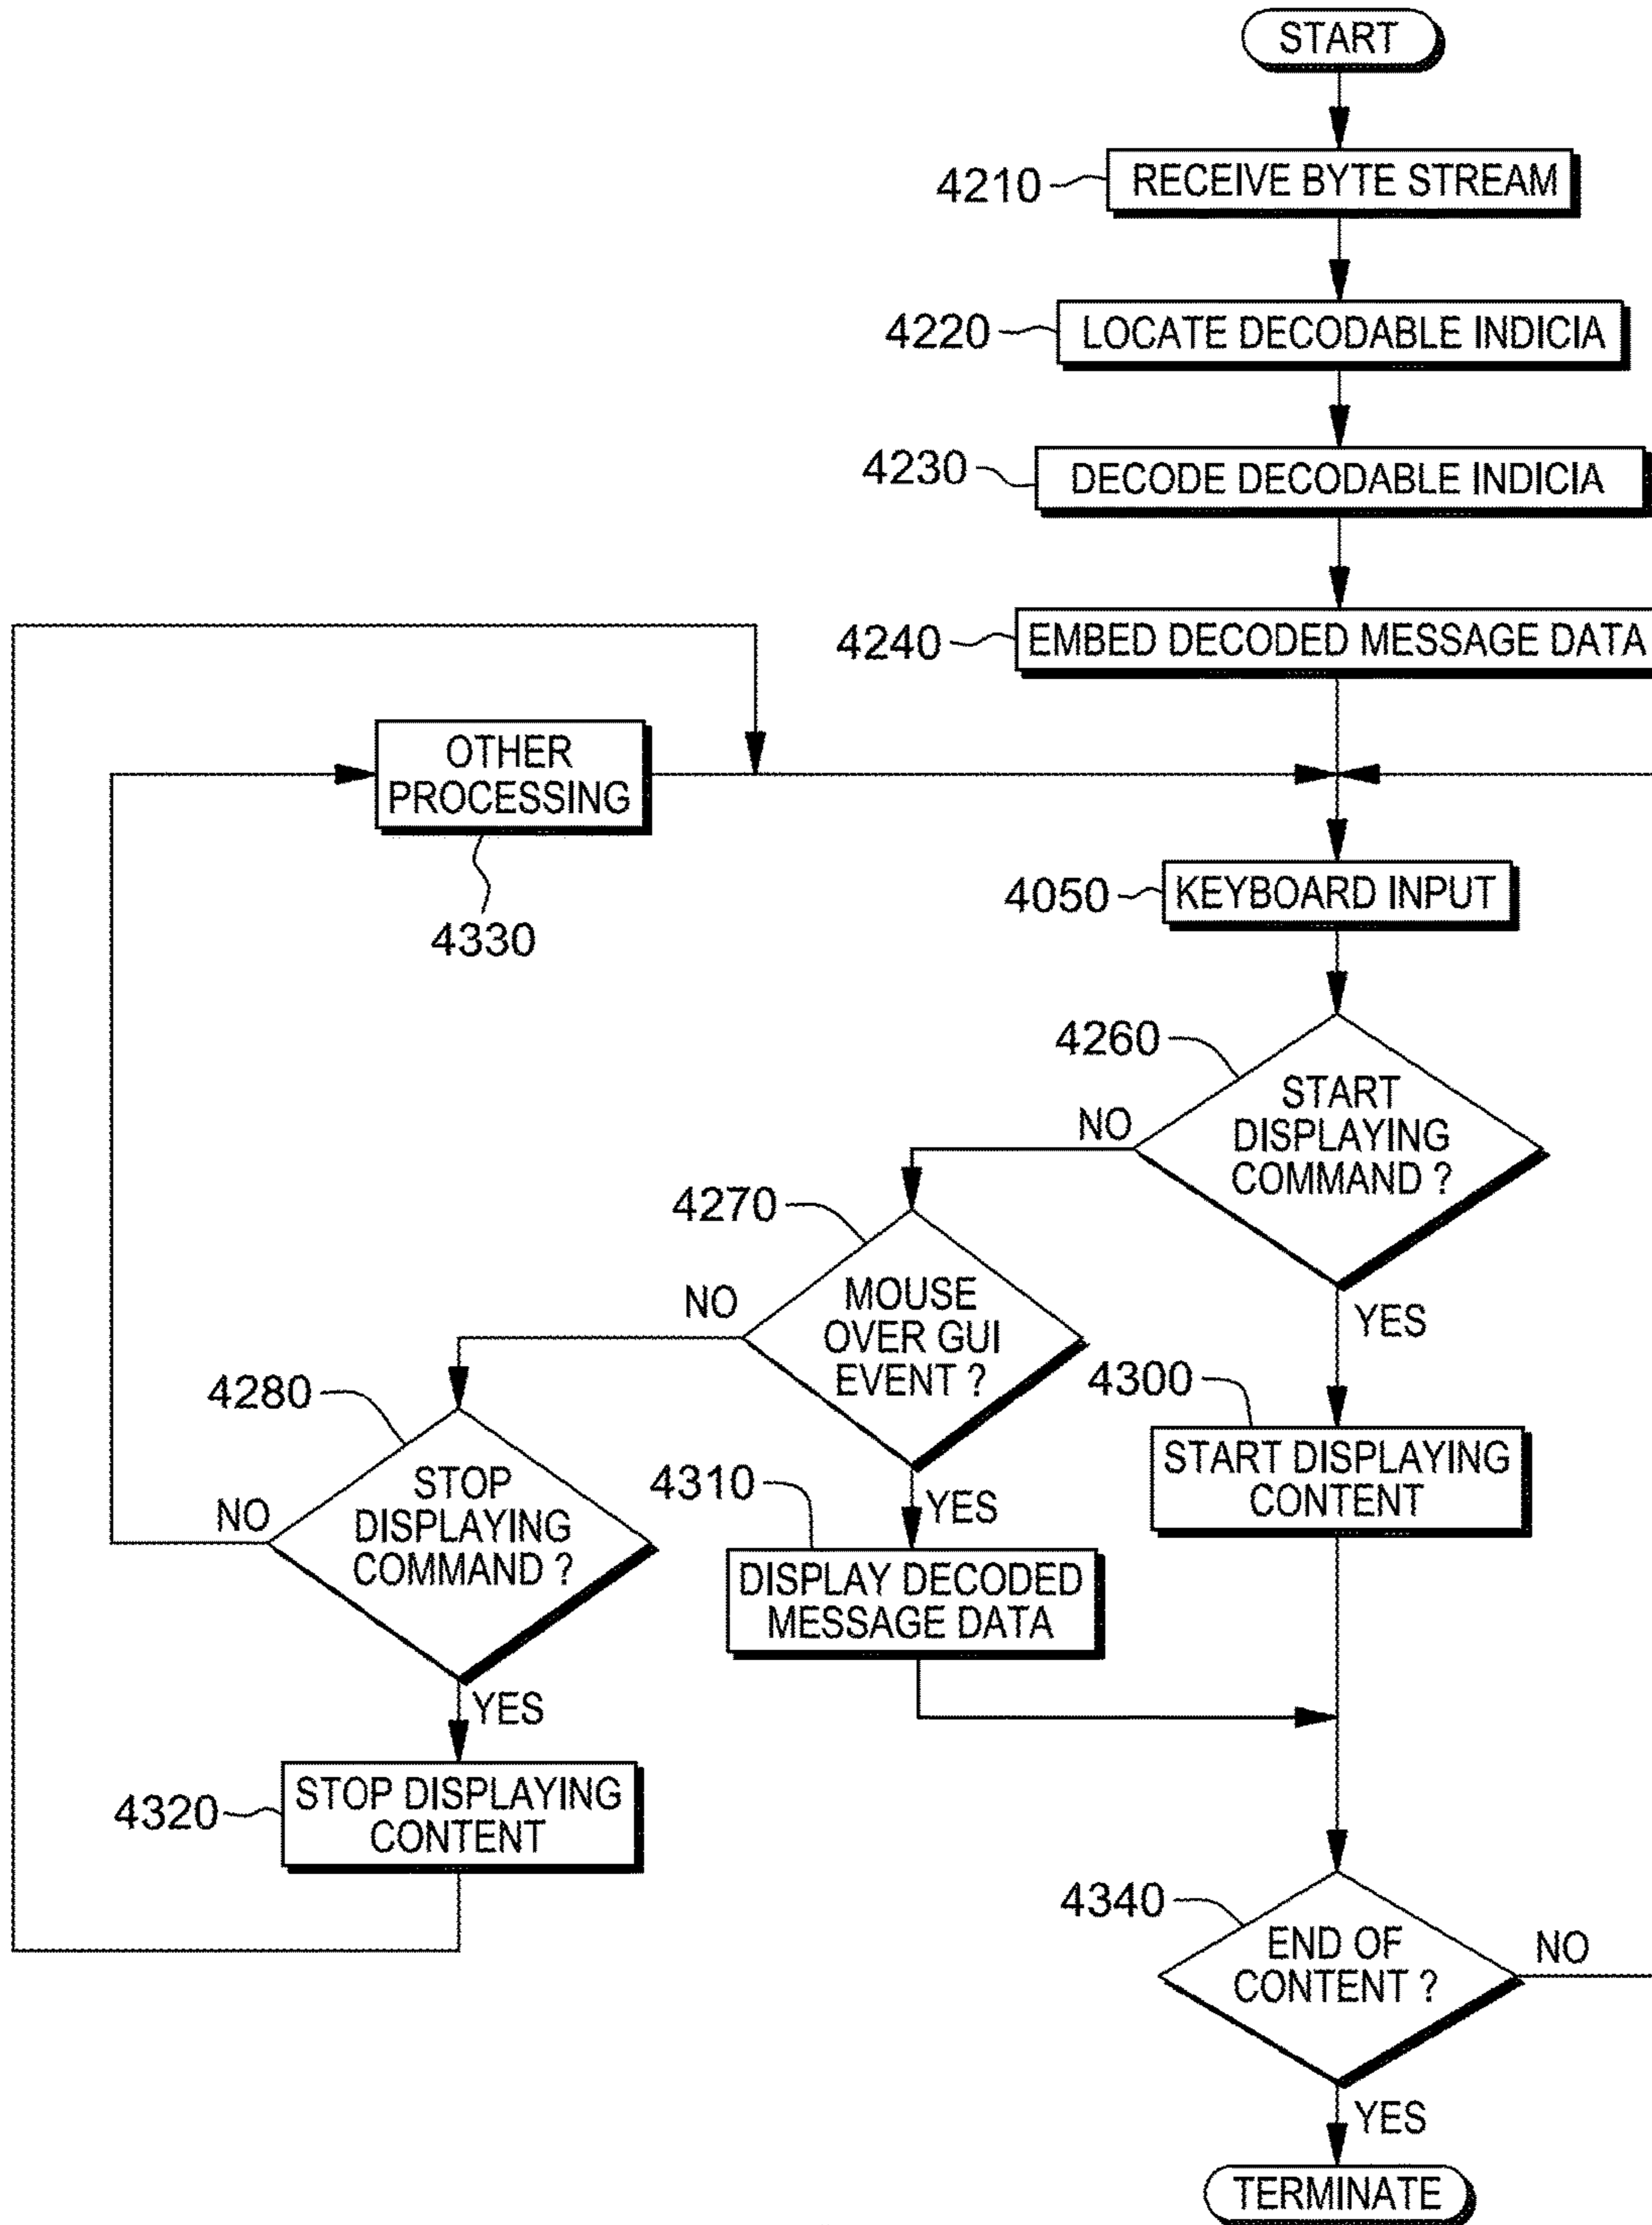 START
4210
RECEIVE BYTE STREAM
4220
LOCATE DECODABLE INDICIA
4230
DECODE DECODABLE INDICIA
4240
EMBED DECODED MESSAGE DATA
OTHER
PROCESSING
4330
4050
KEYBOARD INPUT
4260
START
DISPLAYING
COMMAND ?
NO
YES
4270
MOUSE
OVER GUI
EVENT ?
NO
YES
4280
STOP
DISPLAYING
COMMAND ?
NO
YES
4300
START DISPLAYING
CONTENT
4310
DISPLAY DECODED
MESSAGE DATA
4320
STOP DISPLAYING
CONTENT
4340
END OF
CONTENT ?
NO
YES
TERMINATE